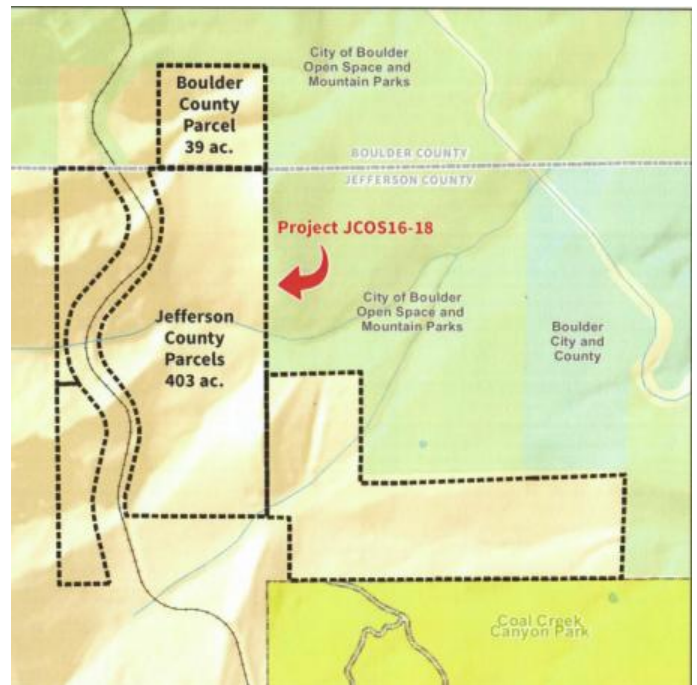 City of Boulder
Open Space and
Mountain Parks
Boulder
County
Parcel
39 ac.
BOULDER COUNTY
JEFFERSON COUNTY
Project JCOS16-18
City of Boulder
Open Space and
Mountain Parks
Jefferson
County
Parcels
403 ac.
Boulder
City and
County
Coal Creek
Canyon Park